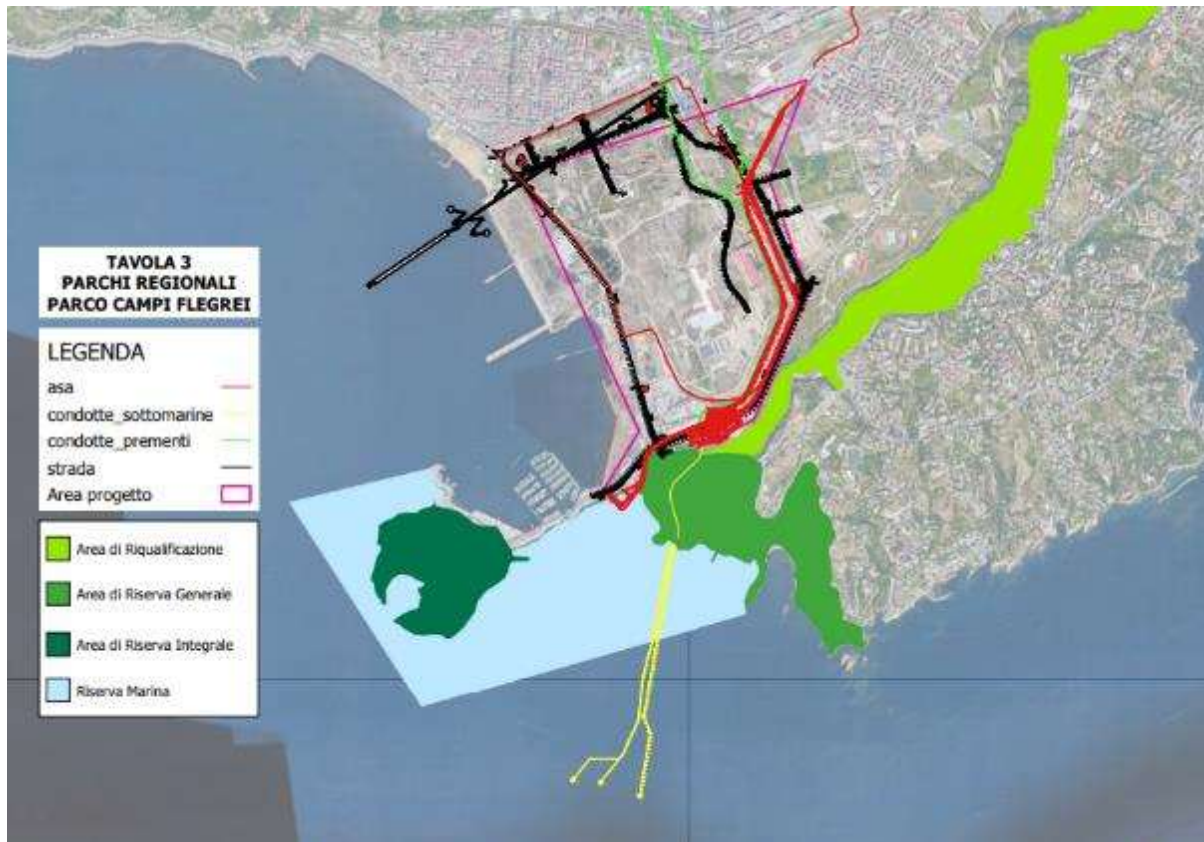 TAVOLA 3
PARCHI REGIONALI
PARCO CAMPI FLEGREI
LEGENDA
asa
condotte_sottomarine
condotte_prementi
strada
Area progetto
Area di Riqualificazione
Area di Riserva Generale
Area di Riserva Integrale
Riserva Marina